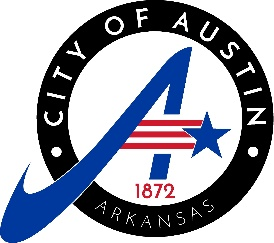 CITY OF AUSTIN
A
1872
ARKANSAS